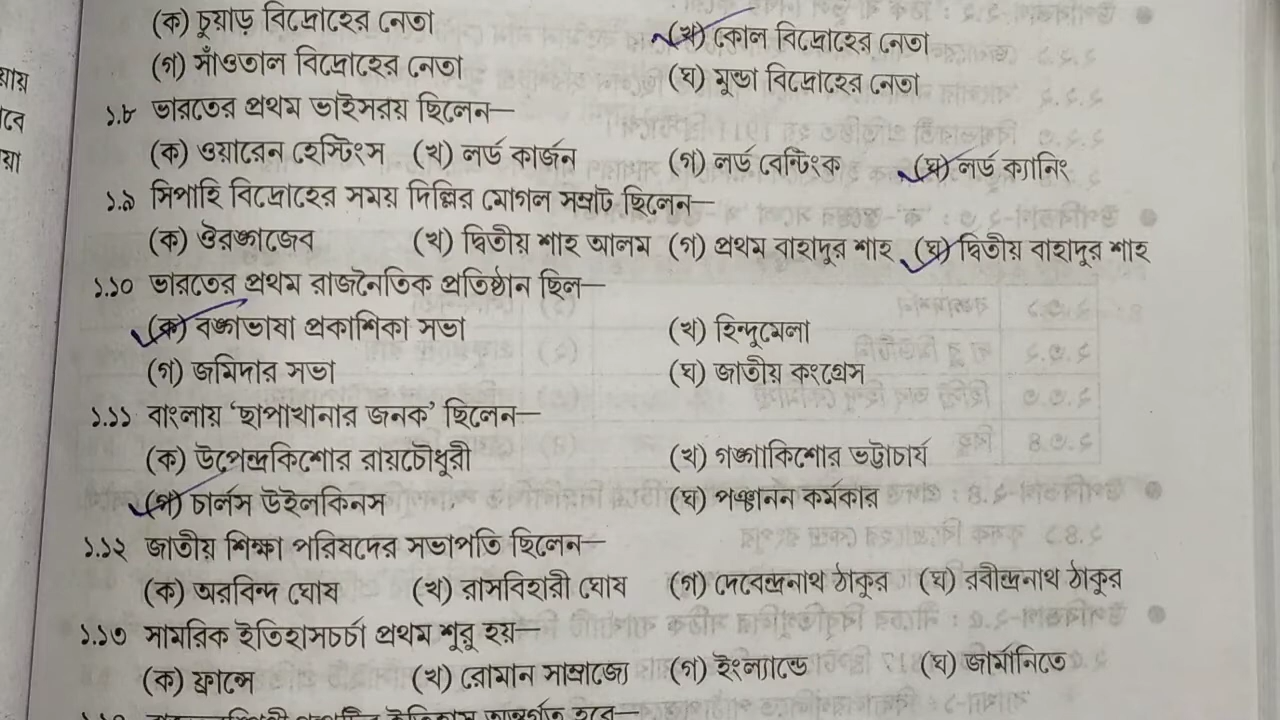 (ক) চুয়াড় বিদ্রোহের নেতা (খ) কোল বিদ্রোহের নেতা
(গ) সাঁওতাল বিদ্রোহের নেতা (ঘ) মুন্ডা বিদ্রোহের নেতা
১.৮ ভারতের প্রথম ভাইসরয় ছিলেন—
(ক) ওয়ারেন হেস্টিংস (খ) লর্ড কার্জন (গ) লর্ড বেন্টিংক (ঘ) লর্ড ক্যানিং
১.৯ সিপাহি বিদ্রোহের সময় দিল্লির মোগল সম্রাট ছিলেন—
(ক) ঔরঙ্গজেব (খ) দ্বিতীয় শাহ আলম (গ) প্রথম বাহাদুর শাহ (ঘ) দ্বিতীয় বাহাদুর শাহ
১.১০ ভারতের প্রথম রাজনৈতিক প্রতিষ্ঠান ছিল—
(ক) বঙ্গভাষা প্রকাশিকা সভা (খ) হিন্দুমেলা
(গ) জমিদার সভা (ঘ) জাতীয় কংগ্রেস
১.১১ বাংলায় ‘ছাপাখানার জনক’ ছিলেন—
(ক) উপেন্দ্রকিশোর রায়চৌধুরী (খ) গঙ্গাকিশোর ভট্টাচার্য
(গ) চার্লস উইলকিনস (ঘ) পঞ্চানন কর্মকার
১.১২ জাতীয় শিক্ষা পরিষদের সভাপতি ছিলেন—
(ক) অরবিন্দ ঘোষ (খ) রাসবিহারী ঘোষ (গ) দেবেন্দ্রনাথ ঠাকুর (ঘ) রবীন্দ্রনাথ ঠাকুর
১.১৩ সামরিক ইতিহাসচর্চা প্রথম শুরু হয়—
(ক) ফ্রান্সে (খ) রোমান সাম্রাজ্যে (গ) ইংল্যান্ডে (ঘ) জার্মানিতে